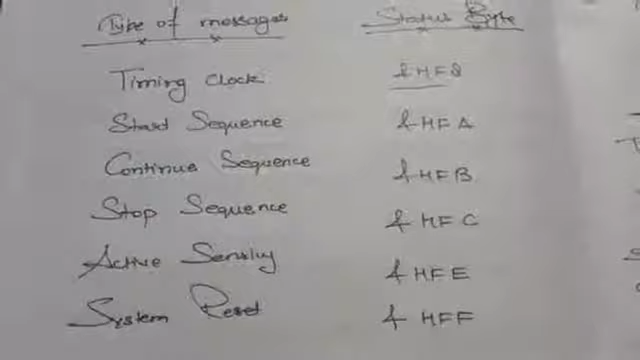 Type of messages Status Byte
Timing Clock &HF8
Start Sequence &HFA
Continue Sequence &HFB
Stop Sequence &HFC
Active Sensing &HFE
System Reset &HFF